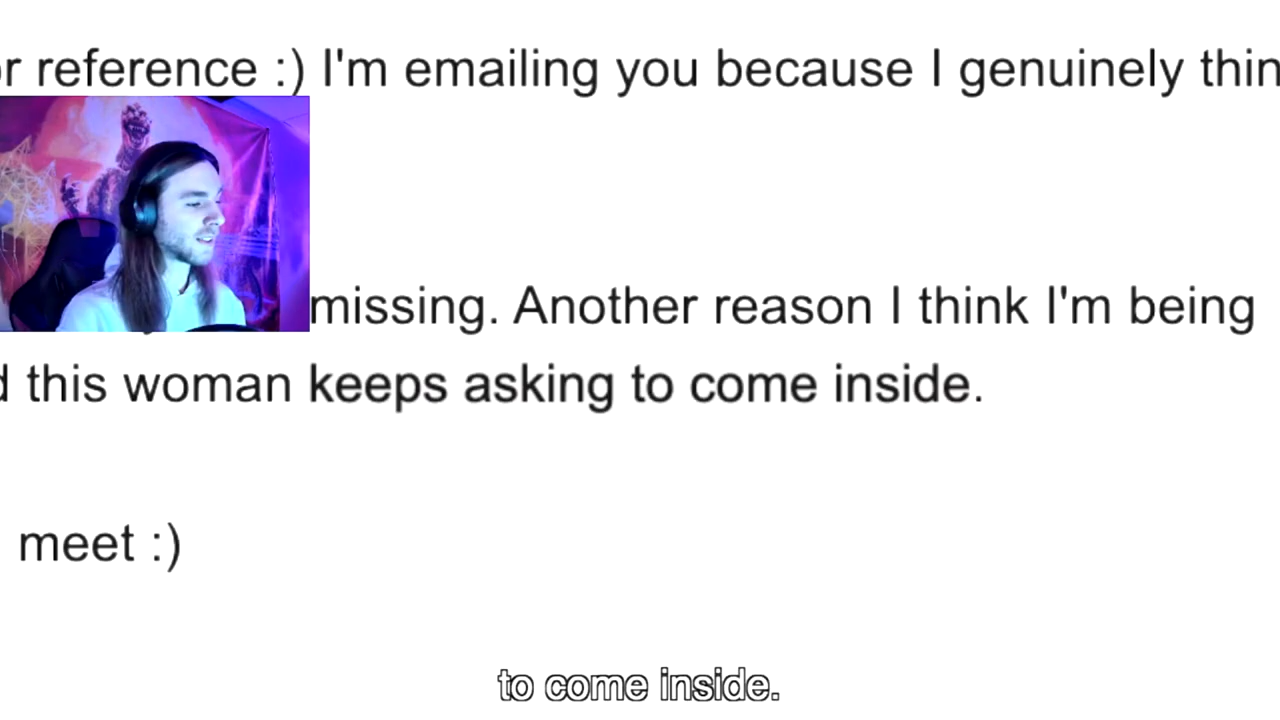 or reference :) I'm emailing you because I genuinely thin
missing. Another reason I think I'm being
d this woman keeps asking to come inside.
meet :)
to come inside.